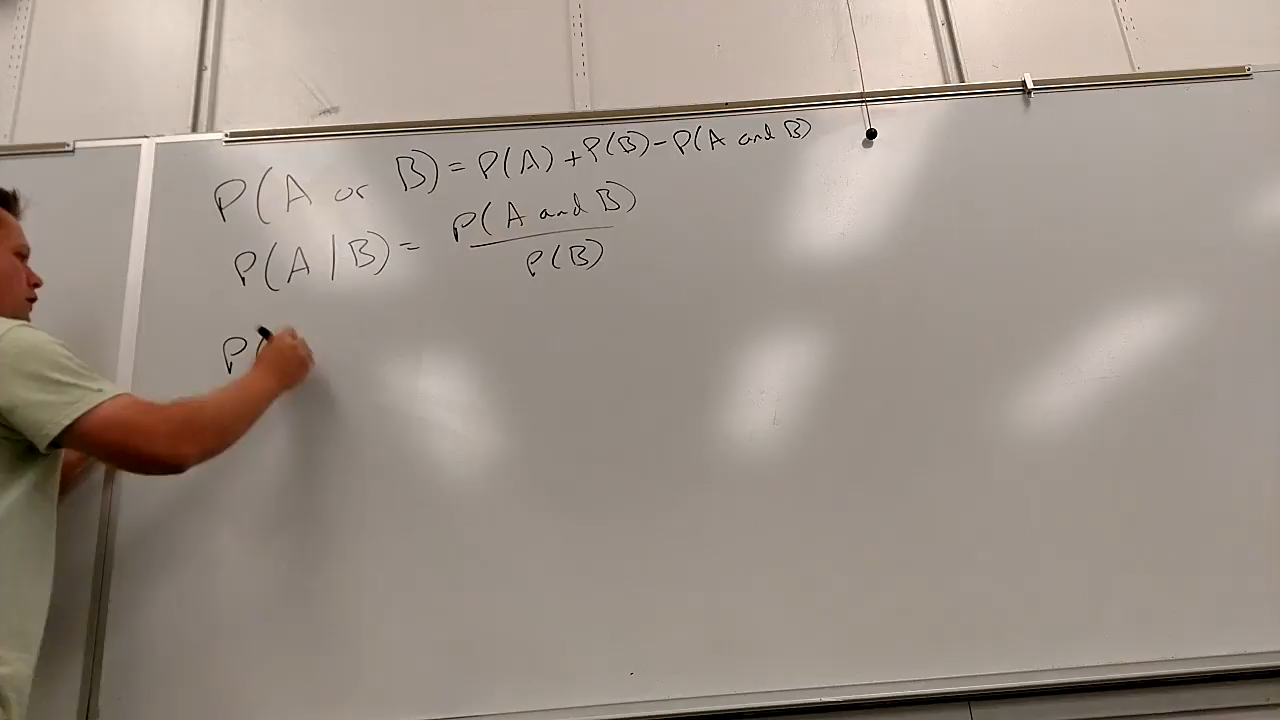 P(A or B) = P(A) + P(B) - P(A and B)
P(A | B) = P(A and B) / P(B)
P(